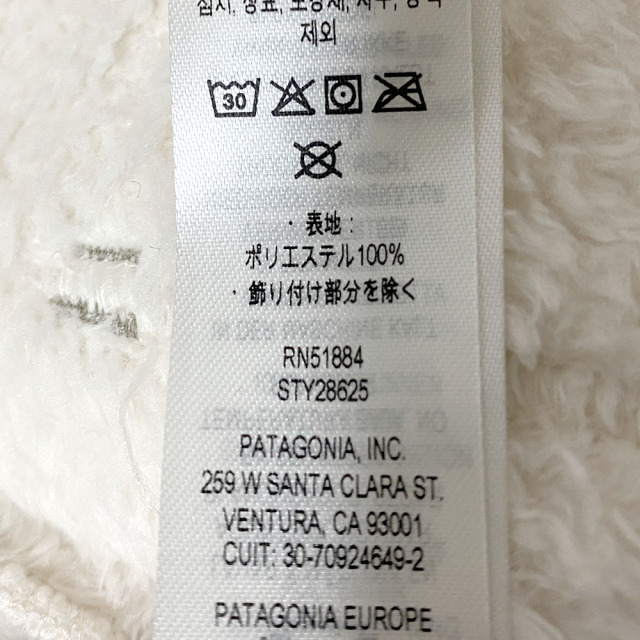 제외
30
・表地:
ポリエステル100%
・飾り付け部分を除く
RN51884
STY28625
PATAGONIA, INC.
259 W SANTA CLARA ST,
VENTURA, CA 93001
CUIT: 30-70924649-2
PATAGONIA EUROPE